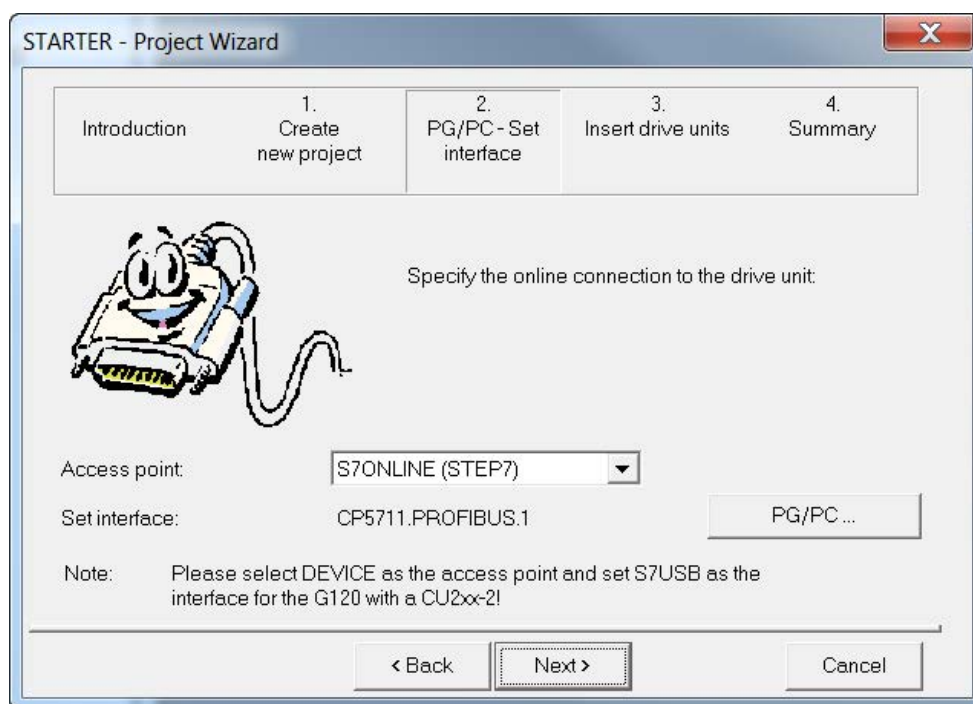 STARTER - Project Wizard
Introduction
1.
Create
new project
2.
PG/PC - Set
interface
3.
Insert drive units
4.
Summary
Specify the online connection to the drive unit:
Access point:
S7ONLINE (STEP7)
Set interface:
CP5711.PROFIBUS.1
PG/PC ...
Note:
Please select DEVICE as the access point and set S7USB as the
interface for the G120 with a CU2xx-2!
< Back
Next >
Cancel